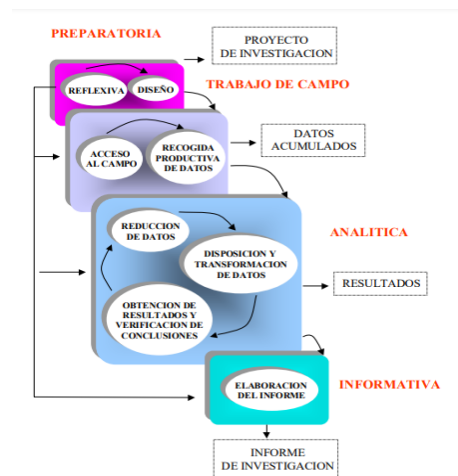 PREPARATORIA
PROYECTO
DE INVESTIGACION
REFLEXIVA
DISEÑO
TRABAJO DE CAMPO
ACCESO
AL CAMPO
RECOGIDA
PRODUCTIVA
DE DATOS
DATOS
ACUMULADOS
REDUCCION
DE DATOS
ANALITICA
DISPOSICION Y
TRANSFORMACION
DE DATOS
RESULTADOS
OBTENCION DE
RESULTADOS Y
VERIFICACION DE
CONCLUSIONES
ELABORACION
DEL INFORME
INFORMATIVA
INFORME
DE INVESTIGACION